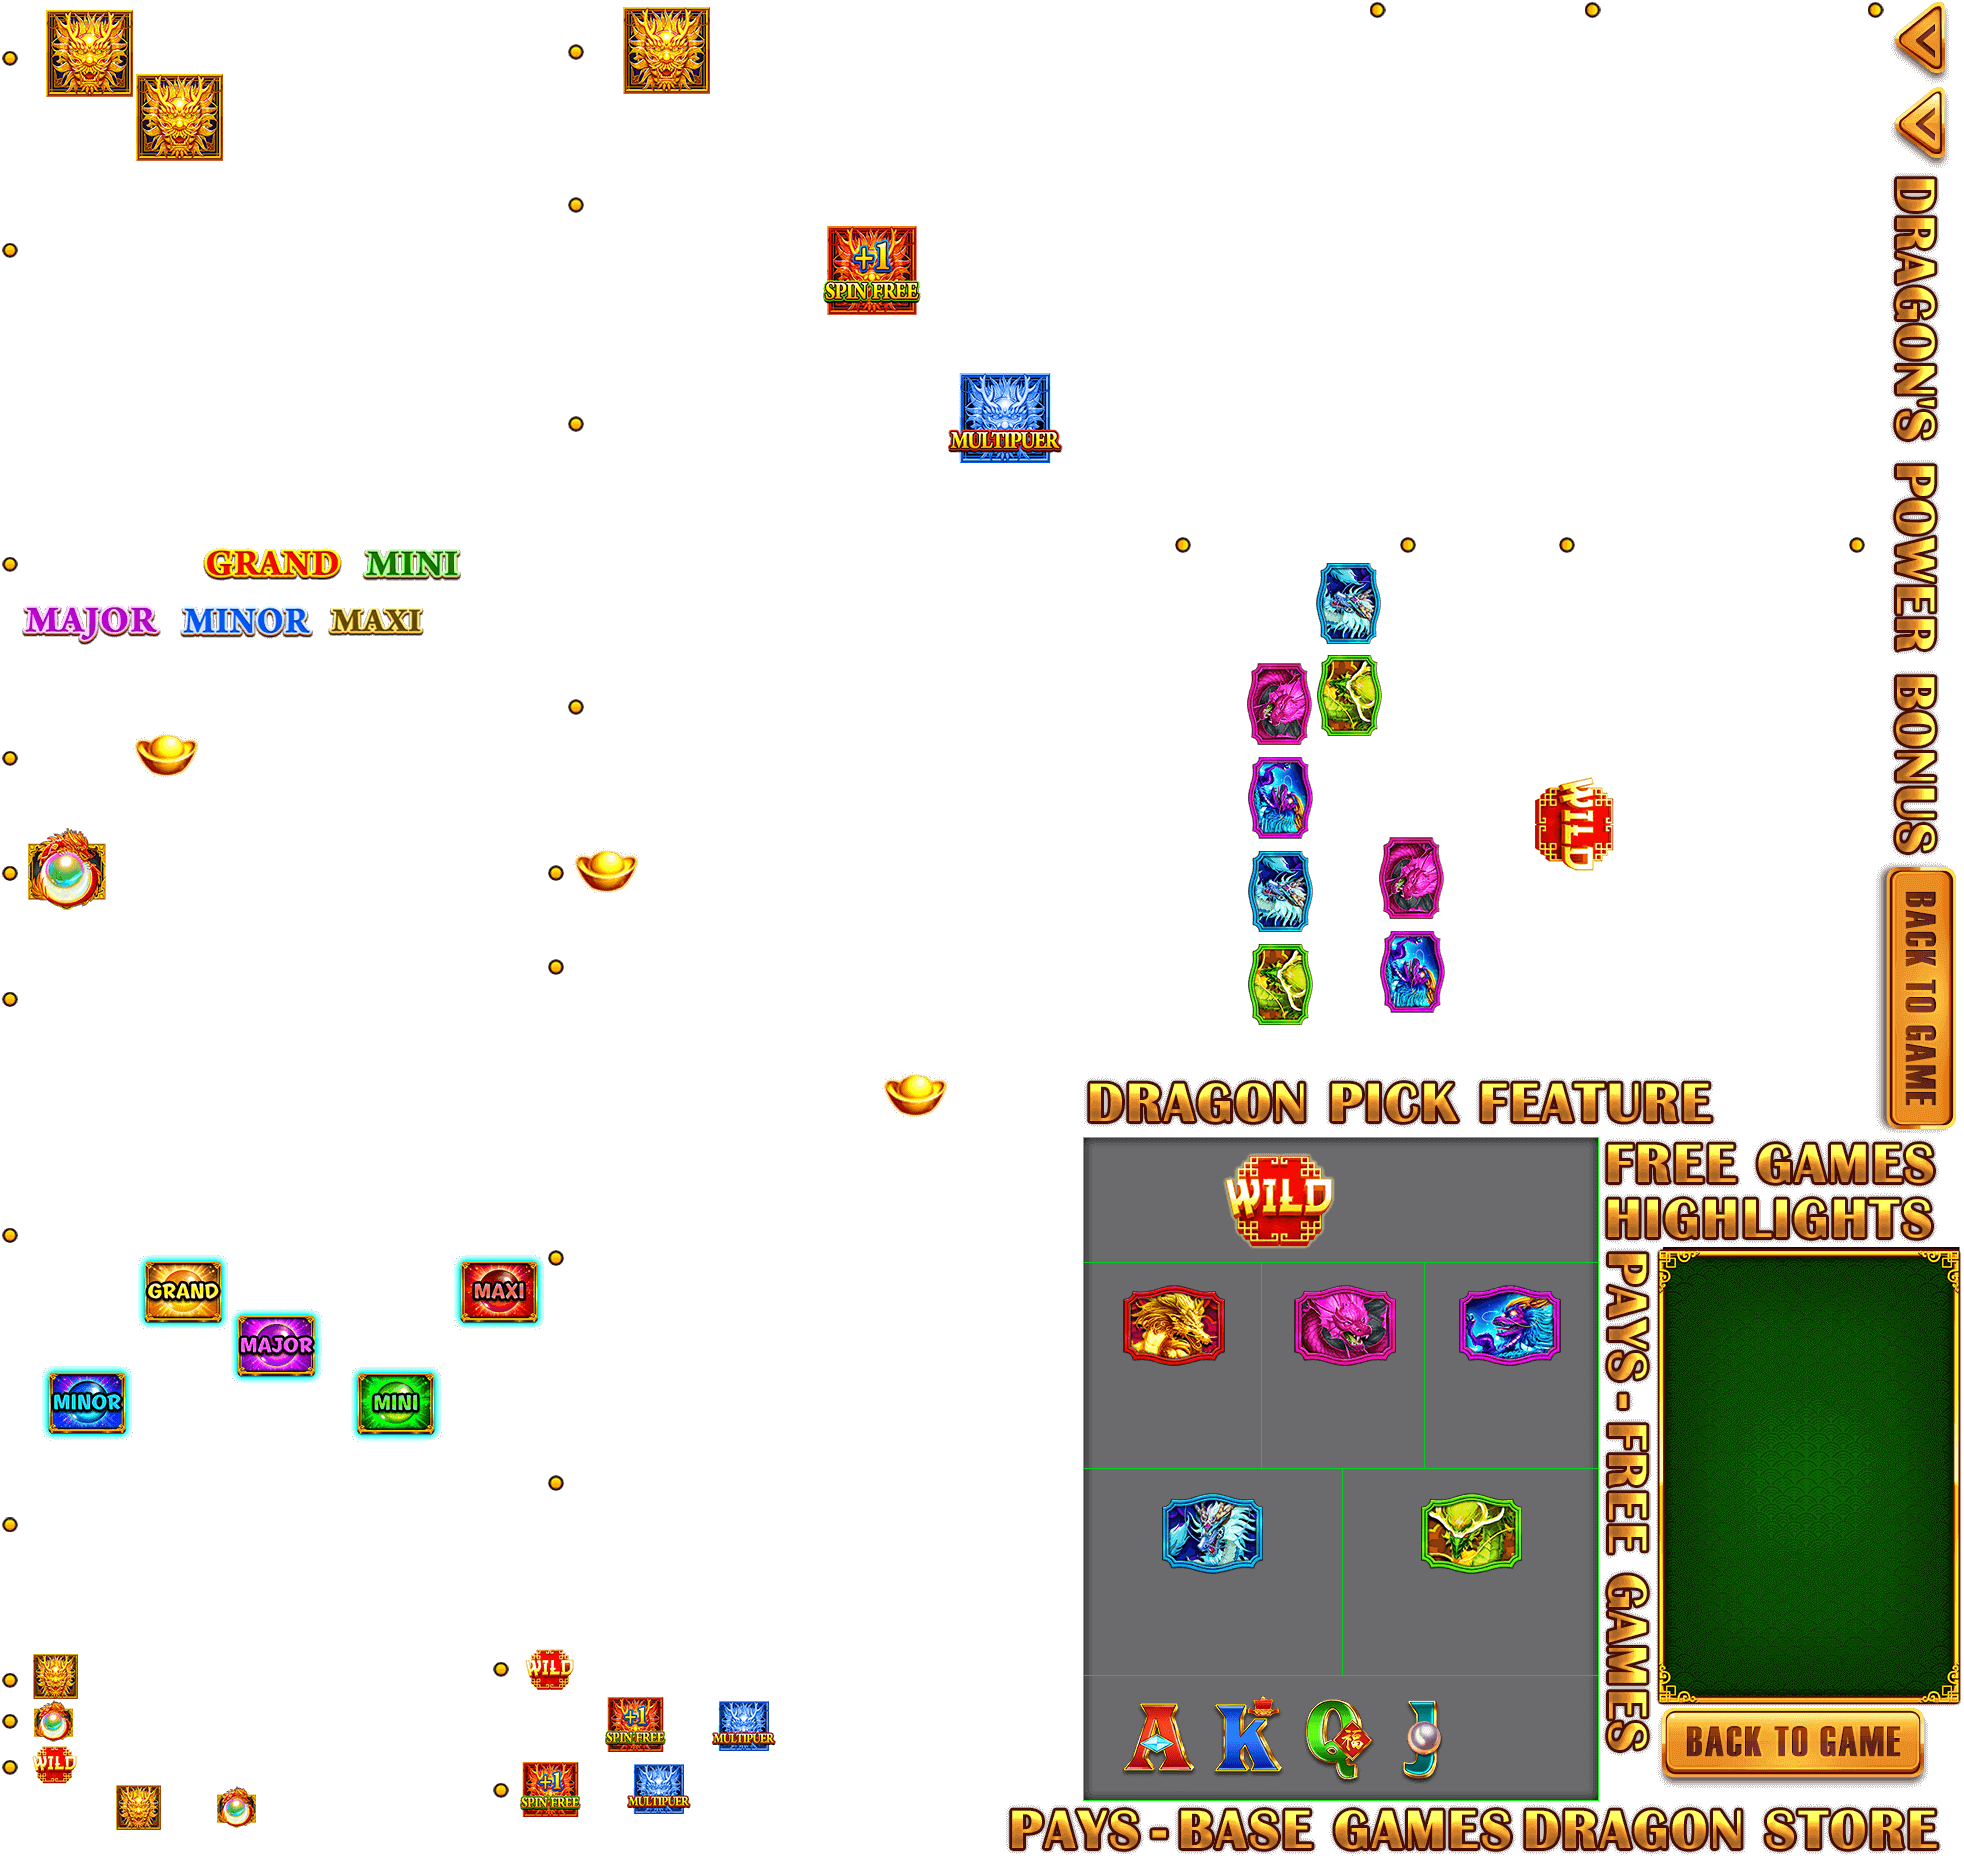 +1
SPIN FREE
MULTIPUER
DRAGON'S POWER BONUS
GRAND MINI
MAJOR MINOR MAXI
WILD
BACK TO GAME
DRAGON PICK FEATURE
FREE GAMES
HIGHLIGHTS
WILD
PAYS - FREE GAMES
GRAND
MAXI
MAJOR
MINOR
MINI
WILD
+1
SPIN FREE
MULTIPUER
WILD
+1
SPIN FREE
MULTIPUER
A K Q 福 J
BACK TO GAME
PAYS - BASE GAMES
DRAGON STORE